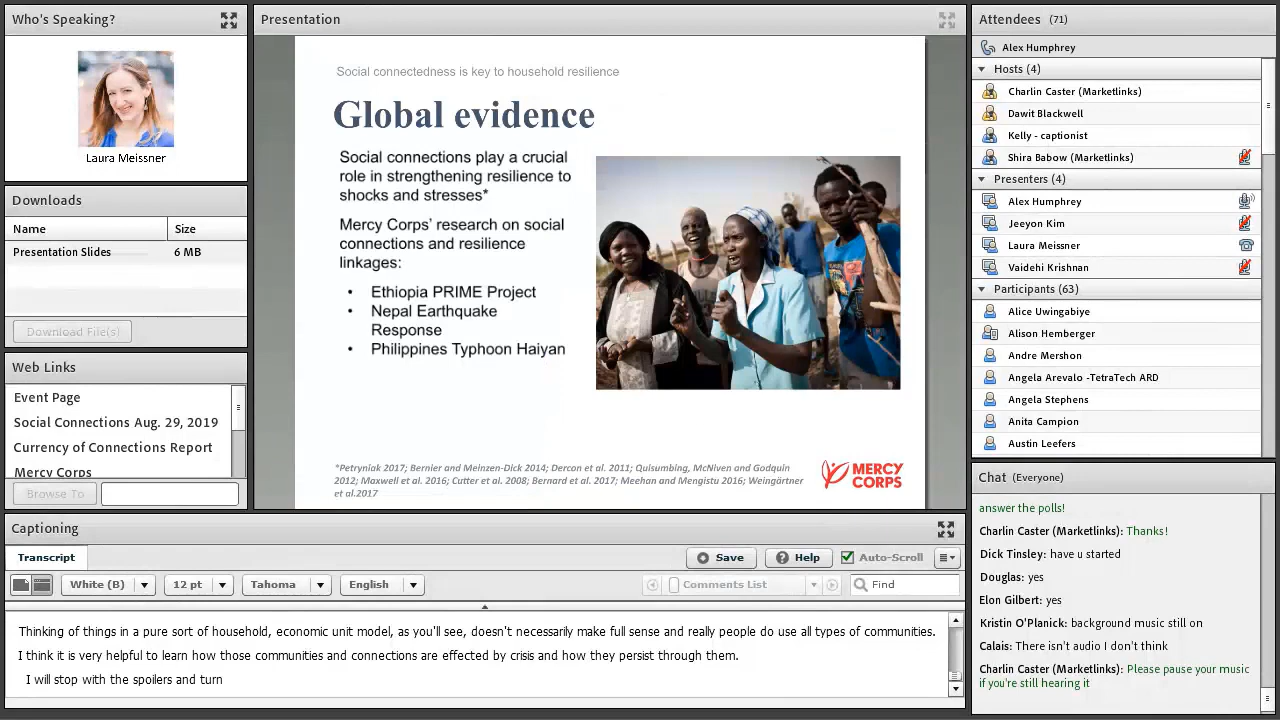 Who's Speaking?
Laura Meissner
Downloads
Name Size
Presentation Slides 6 MB
Download File(s)
Web Links
Event Page
Social Connections Aug. 29, 2019
Currency of Connections Report
Mercy Corps
Browse To
Presentation
Social connectedness is key to household resilience
Global evidence
Social connections play a crucial
role in strengthening resilience to
shocks and stresses*
Mercy Corps' research on social
connections and resilience
linkages:
• Ethiopia PRIME Project
• Nepal Earthquake
Response
• Philippines Typhoon Haiyan
*Petryniak 2017; Bernier and Meinzen-Dick 2014; Dercon et al. 2011; Quisumbing, McNiven and Godquin
2012; Maxwell et al. 2016; Cutter et al. 2008; Bernard et al. 2017; Meehan and Mengistu 2016; Weingärtner
et al.2017
MERCY
CORPS
Captioning
Transcript
Save Help Auto-Scroll
White (B) 12 pt Tahoma English Comments List Find
Thinking of things in a pure sort of household, economic unit model, as you'll see, doesn't necessarily make full sense and really people do use all types of communities.
I think it is very helpful to learn how those communities and connections are effected by crisis and how they persist through them.
I will stop with the spoilers and turn
Attendees (71)
Alex Humphrey
Hosts (4)
Charlin Caster (Marketlinks)
Dawit Blackwell
Kelly - captionist
Shira Babow (Marketlinks)
Presenters (4)
Alex Humphrey
Jeeyon Kim
Laura Meissner
Vaidehi Krishnan
Participants (63)
Alice Uwingabiye
Alison Hemberger
Andre Mershon
Angela Arevalo -TetraTech ARD
Angela Stephens
Anita Campion
Austin Leefers
Chat (Everyone)
answer the polls!
Charlin Caster (Marketlinks): Thanks!
Dick Tinsley: have u started
Douglas: yes
Elon Gilbert: yes
Kristin O'Planick: background music still on
Calais: There isn't audio I don't think
Charlin Caster (Marketlinks): Please pause your music
if you're still hearing it